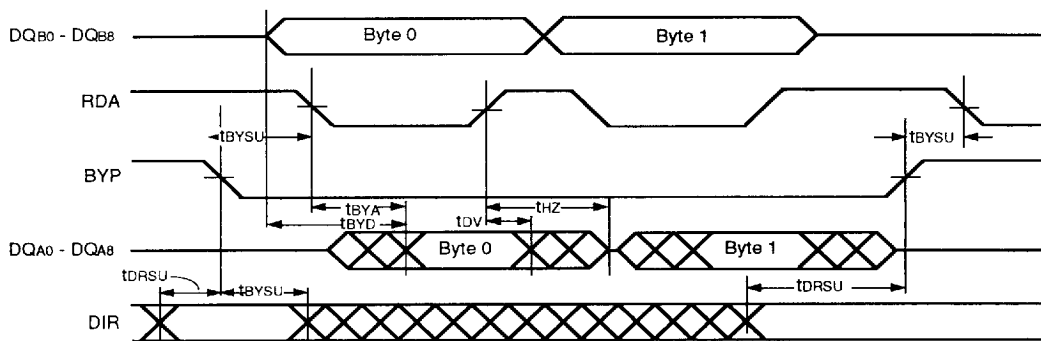 DQB0 - DQB8 Byte 0 Byte 1
RDA
tBYSU tBYSU
BYP
tBYA tHZ
tBYD tDV
DQA0 - DQA8 Byte 0 Byte 1
tDRSU tBYSU tDRSU
DIR